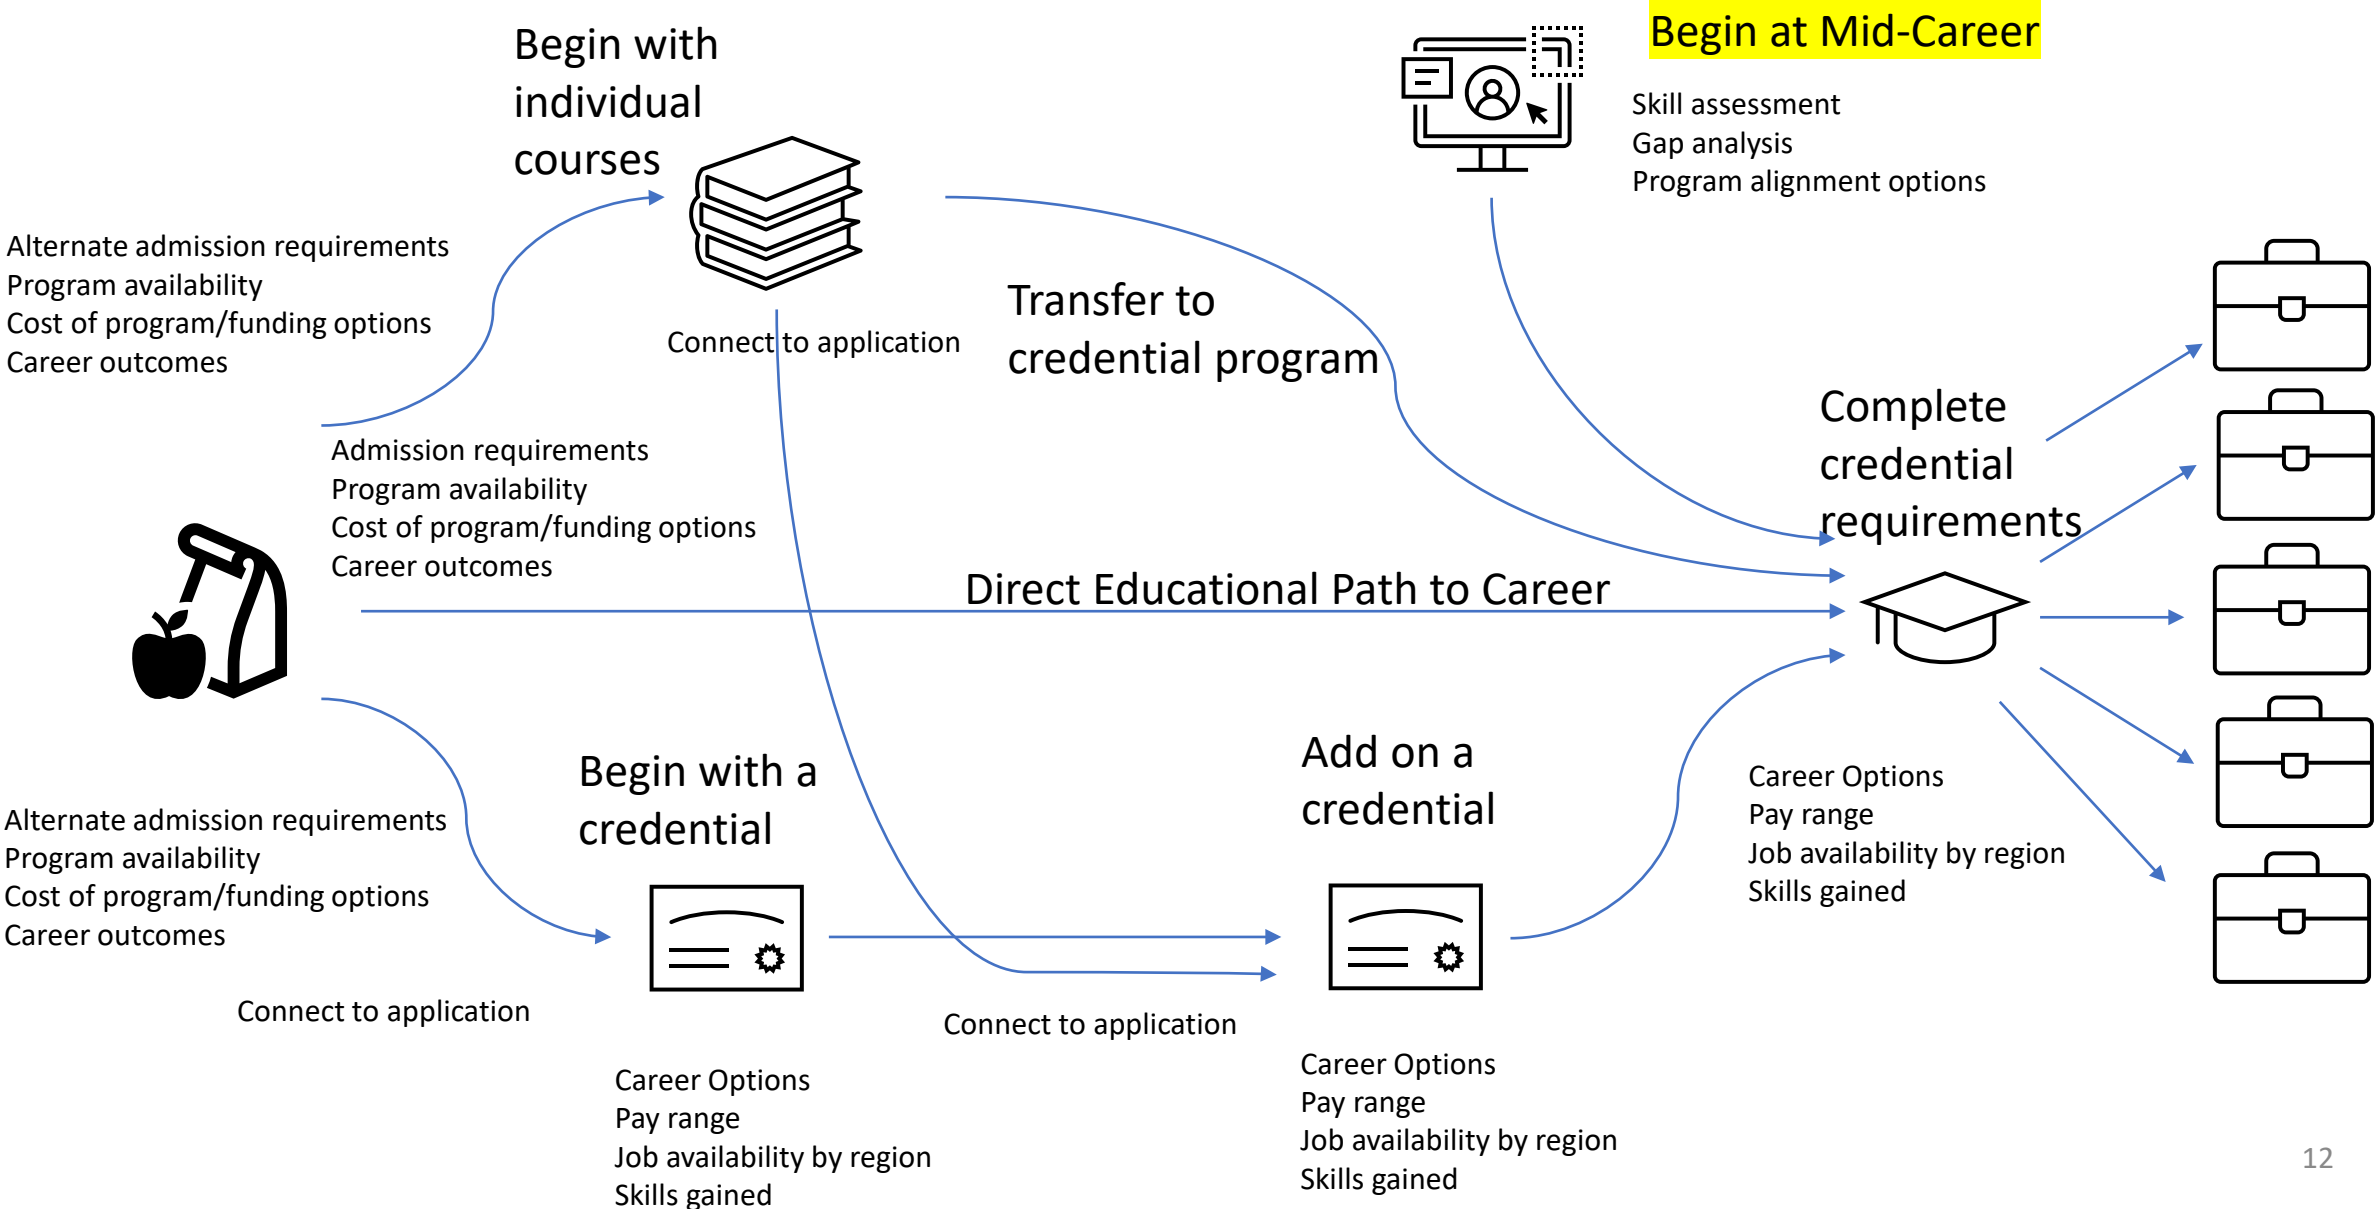 Begin with
individual
courses
Begin at Mid-Career
Skill assessment
Gap analysis
Program alignment options
Alternate admission requirements
Program availability
Cost of program/funding options
Career outcomes
Connect to application
Transfer to
credential program
Admission requirements
Program availability
Cost of program/funding options
Career outcomes
Complete
credential
requirements
Direct Educational Path to Career
Begin with a
credential
Add on a
credential
Alternate admission requirements
Program availability
Cost of program/funding options
Career outcomes
Career Options
Pay range
Job availability by region
Skills gained
Connect to application
Connect to application
Career Options
Pay range
Job availability by region
Skills gained
Career Options
Pay range
Job availability by region
Skills gained
12